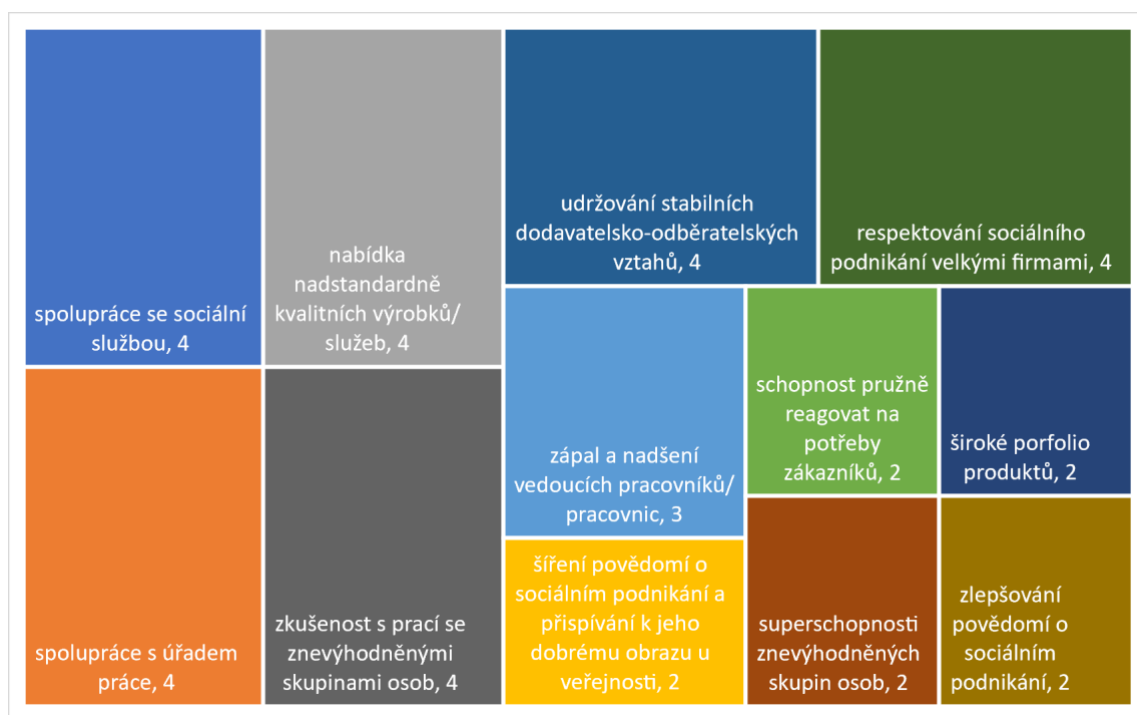 spolupráce se sociální
službou, 4
nabídka
nadstandardně
kvalitních výrobků/
služeb, 4
udržování stabilních
dodavatelsko-odběratelských
vztahů, 4
respektování sociálního
podnikání velkými firmami, 4
spolupráce s úřadem
práce, 4
zkušenost s prací se
znevýhodněnými
skupinami osob, 4
zápal a nadšení
vedoucích pracovníků/
pracovnic, 3
šíření povědomí o
sociálním podnikání a
přispívání k jeho
dobrému obrazu u
veřejnosti, 2
schopnost pružně
reagovat na
potřeby
zákazníků, 2
široké porfolio
produktů, 2
superschopnosti
znevýhodněných
skupin osob, 2
zlepšování
povědomí o
sociálním
podnikání, 2